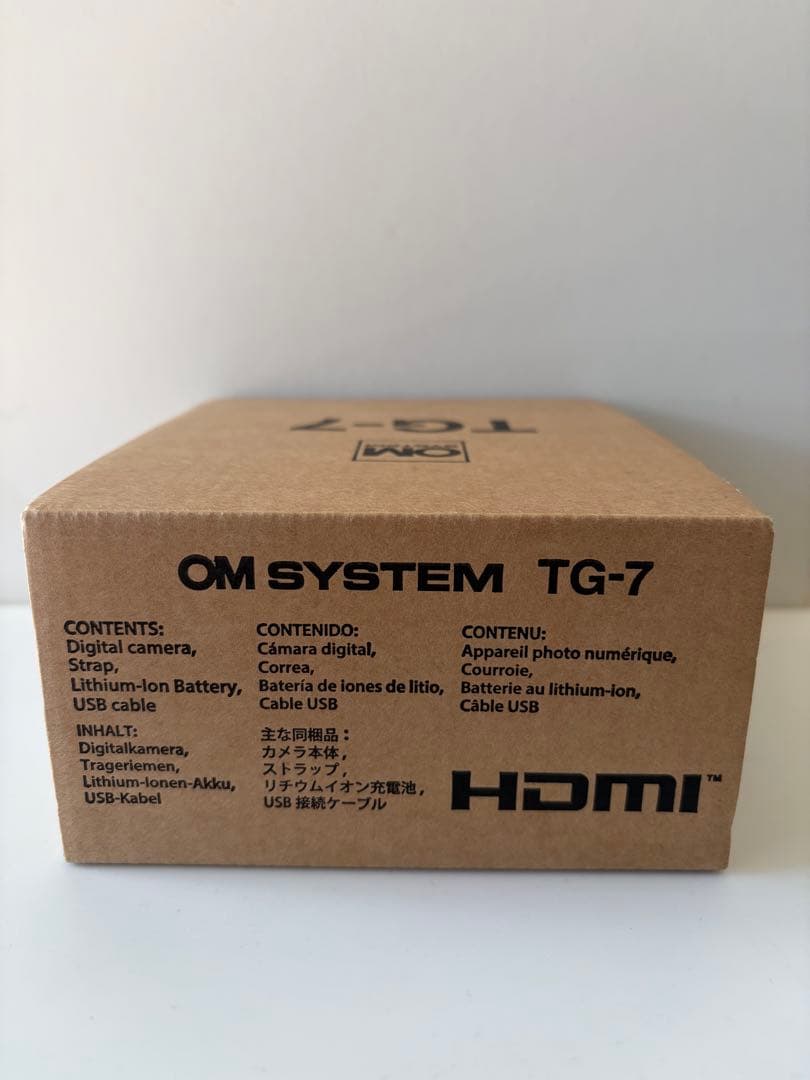 TG-7
OM
SYSTEM
OM SYSTEM TG-7
CONTENTS:
Digital camera,
Strap,
Lithium-Ion Battery,
USB cable
CONTENIDO:
Cámara digital,
Correa,
Batería de iones de litio,
Cable USB
CONTENU:
Appareil photo numérique,
Courroie,
Batterie au lithium-ion,
Câble USB
INHALT:
Digitalkamera,
Trageriemen,
Lithium-Ionen-Akku,
USB-Kabel
主な同梱品：
カメラ本体，
ストラップ，
リチウムイオン充電池，
USB 接続ケーブル
HDMI™